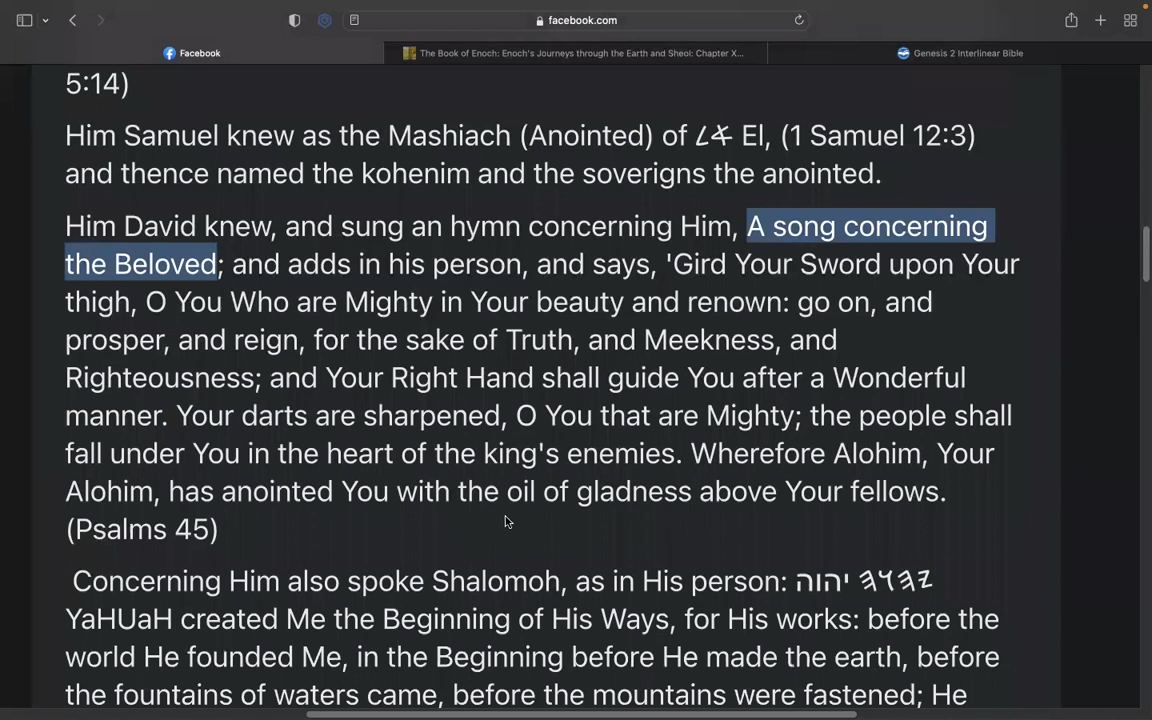 facebook.com
Facebook
The Book of Enoch: Enoch's Journeys through the Earth and Sheol: Chapter X...
Genesis 2 Interlinear Bible
5:14)
Him Samuel knew as the Mashiach (Anointed) of 𐤋𐤀 El, (1 Samuel 12:3)
and thence named the kohenim and the soverigns the anointed.
Him David knew, and sung an hymn concerning Him, A song concerning
the Beloved; and adds in his person, and says, 'Gird Your Sword upon Your
thigh, O You Who are Mighty in Your beauty and renown: go on, and
prosper, and reign, for the sake of Truth, and Meekness, and
Righteousness; and Your Right Hand shall guide You after a Wonderful
manner. Your darts are sharpened, O You that are Mighty; the people shall
fall under You in the heart of the king's enemies. Wherefore Alohim, Your
Alohim, has anointed You with the oil of gladness above Your fellows.
(Psalms 45)
Concerning Him also spoke Shalomoh, as in His person: יהוה 𐤉𐤄𐤅𐤄
YaHUaH created Me the Beginning of His Ways, for His works: before the
world He founded Me, in the Beginning before He made the earth, before
the fountains of waters came, before the mountains were fastened; He